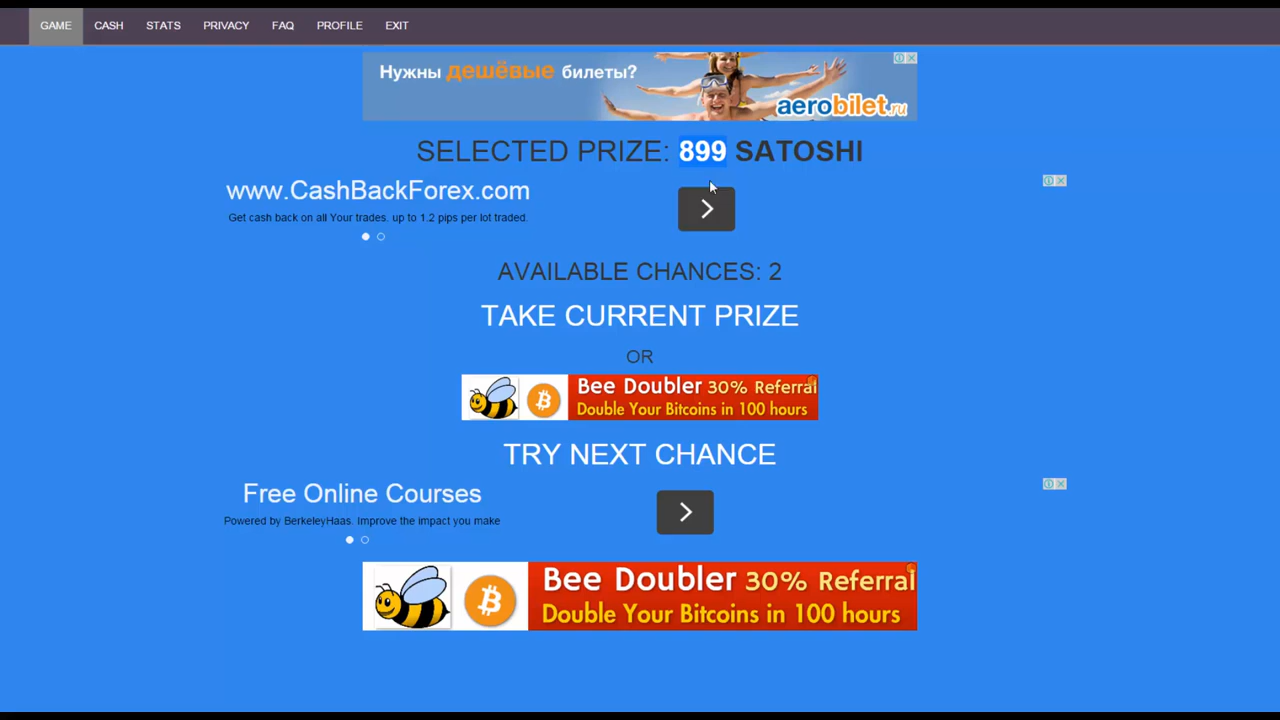 GAME CASH STATS PRIVACY FAQ PROFILE EXIT
Нужны дешёвые билеты?
aerobilet.ru
SELECTED PRIZE: 899 SATOSHI
www.CashBackForex.com
Get cash back on all Your trades. up to 1.2 pips per lot traded.
AVAILABLE CHANCES: 2
TAKE CURRENT PRIZE
OR
Bee Doubler 30% Referral
Double Your Bitcoins in 100 hours
TRY NEXT CHANCE
Free Online Courses
Powered by BerkeleyHaas. Improve the impact you make
Bee Doubler 30% Referral
Double Your Bitcoins in 100 hours